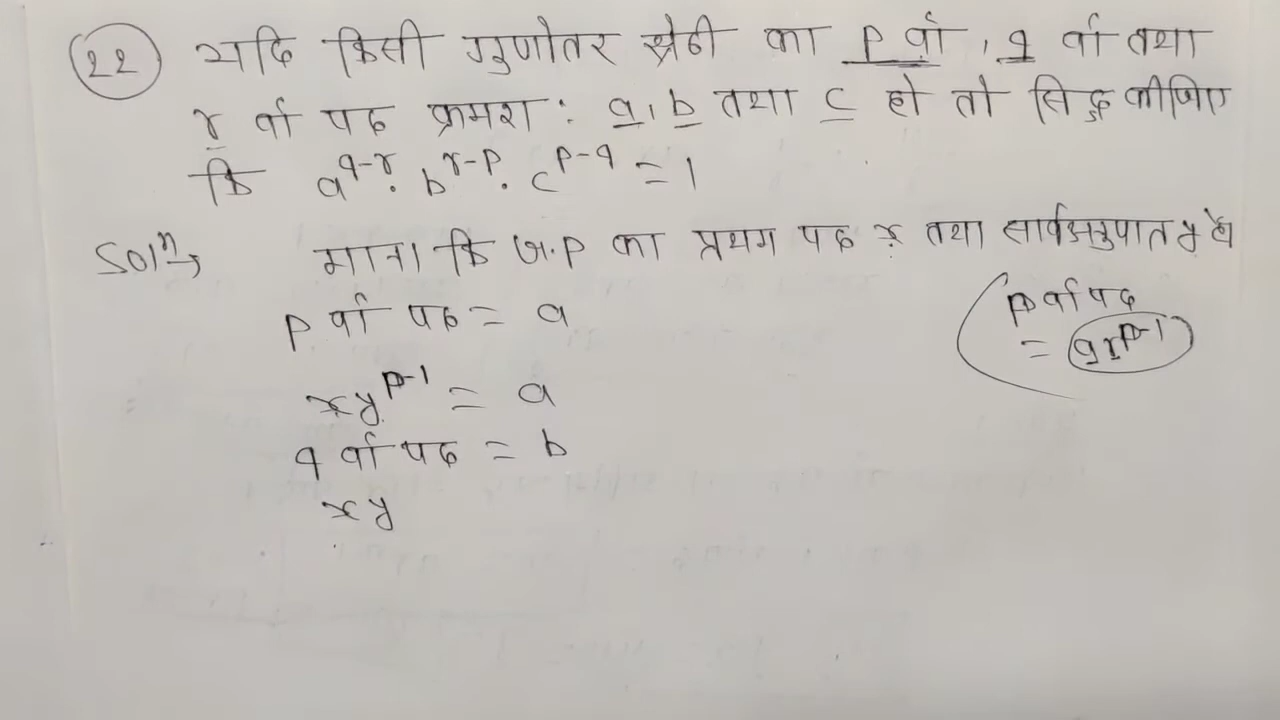 22 यदि किसी गुणोतर श्रेढी का p वाँ, q वाँ तथा
r वाँ पद क्रमश: a, b तथा c हो तो सिद्ध कीजिए
कि a^{q-r} . b^{r-p} . c^{p-q} = 1
Solⁿ→ माना कि G.P का प्रथम पद x तथा सार्वअनुपात y है
p वाँ पद = a
p वाँ पद
= ar^{p-1}
xy^{p-1} = a
q वाँ पद = b
xy